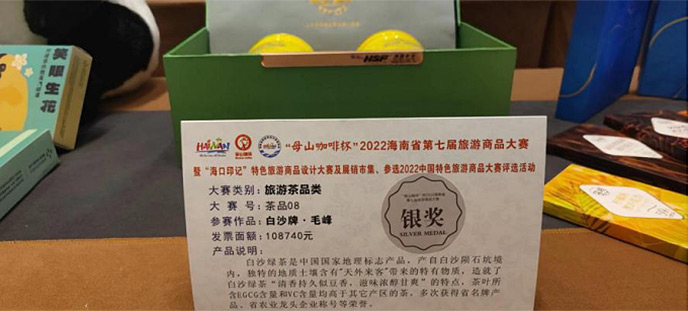 笑眼生花
HSF
HAINAN
"母山咖啡杯"2022海南省第七届旅游商品大赛
暨"海口印记"特色旅游商品设计大赛及展销市集、参选2022中国特色旅游商品大赛评选活动
大赛类别：旅游茶品类
大 赛 号：茶品08
参赛作品：白沙牌·毛峰
发票面额：108740元
产品说明：
银奖
SILVER MEDAL
白沙绿茶是中国国家地理标志产品，产自白沙陨石坑境
内，独特的地质土壤含有"天外来客"带来的特有物质，造就了
白沙绿茶"清香持久似豆香，滋味浓醇甘爽"的特点，茶叶所
含EGCG含量和VC含量均高于其它产区的茶。多次获得省名牌产
品、省农业龙头企业称号等荣誉。